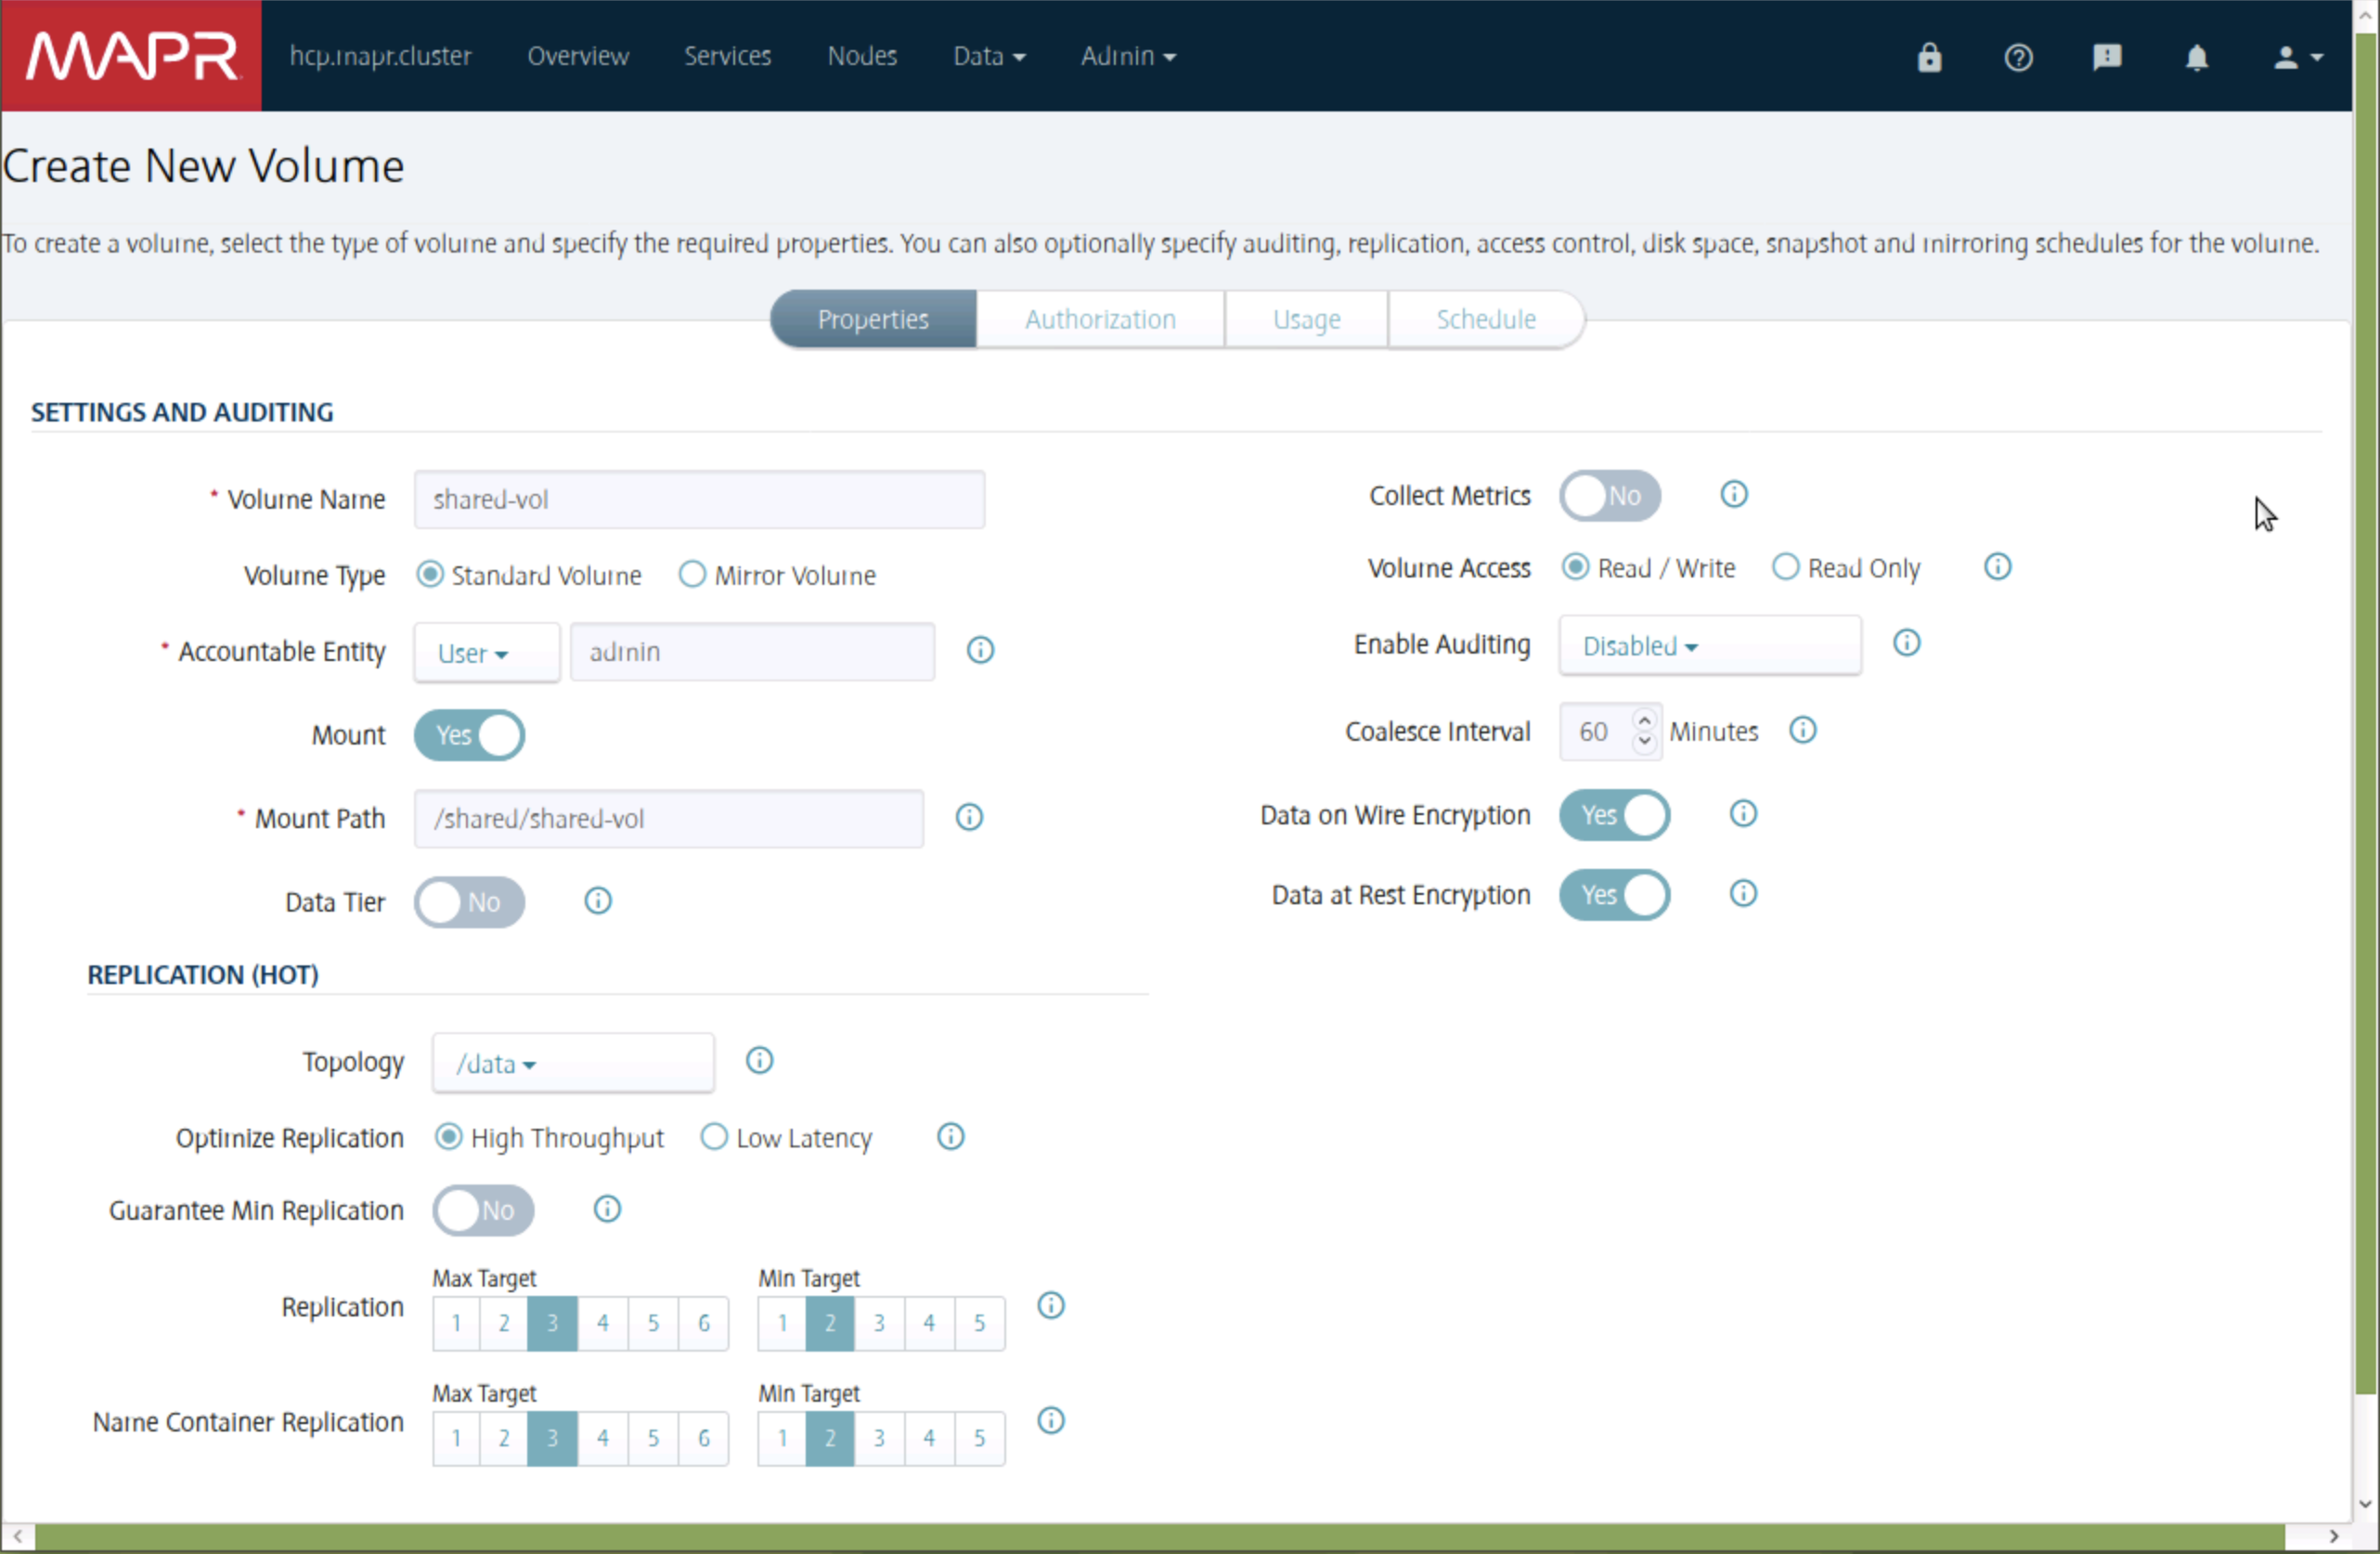 MAPR hcp.mapr.cluster Overview Services Nodes Data Admin
Create New Volume
To create a volume, select the type of volume and specify the required properties. You can also optionally specify auditing, replication, access control, disk space, snapshot and mirroring schedules for the volume.
Properties Authorization Usage Schedule
SETTINGS AND AUDITING
* Volume Name shared-vol
Volume Type Standard Volume Mirror Volume
* Accountable Entity User admin
Mount Yes
* Mount Path /shared/shared-vol
Data Tier No
Collect Metrics No
Volume Access Read / Write Read Only
Enable Auditing Disabled
Coalesce Interval 60 Minutes
Data on Wire Encryption Yes
Data at Rest Encryption Yes
REPLICATION (HOT)
Topology /data
Optimize Replication High Throughput Low Latency
Guarantee Min Replication No
Max Target Min Target
Replication 1 2 3 4 5 6 1 2 3 4 5
Max Target Min Target
Name Container Replication 1 2 3 4 5 6 1 2 3 4 5